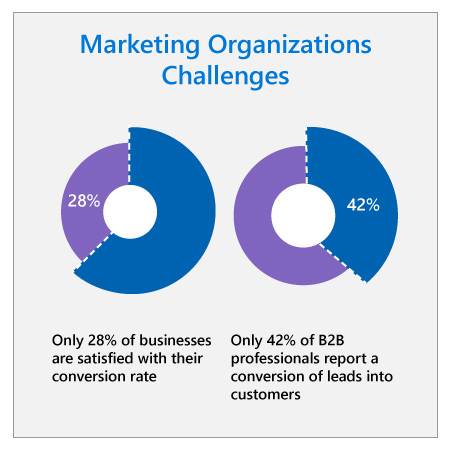 Marketing Organizations
Challenges
28%
42%
Only 28% of businesses
are satisfied with their
conversion rate
Only 42% of B2B
professionals report a
conversion of leads into
customers